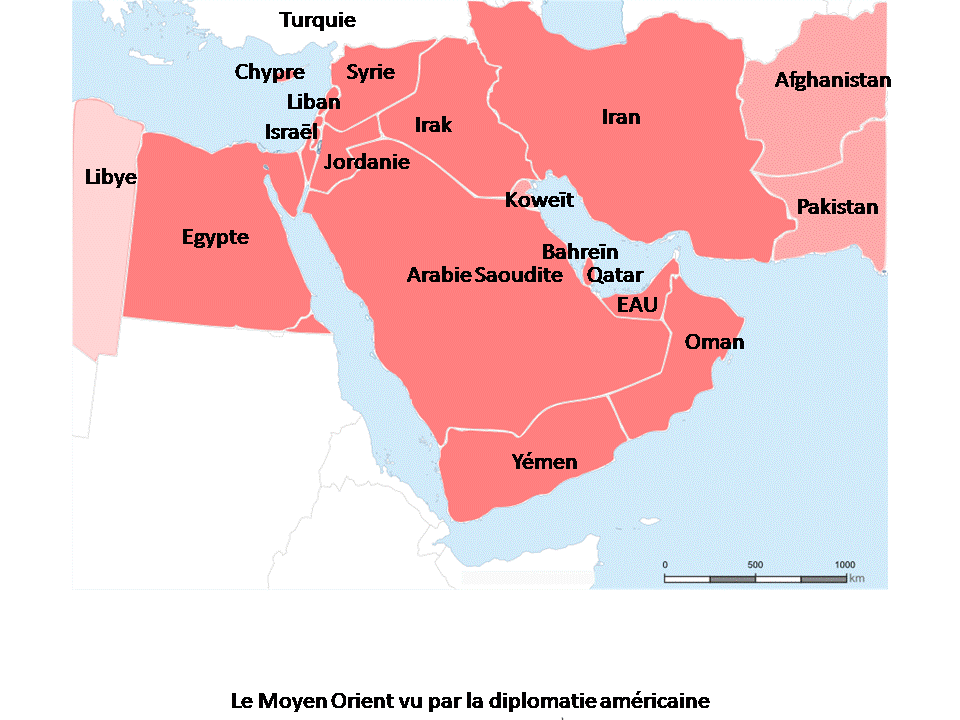 Turquie
Chypre
Syrie
Afghanistan
Liban
Irak
Iran
Israël
Jordanie
Libye
Koweït
Pakistan
Egypte
Bahreïn
Arabie Saoudite
Qatar
EAU
Oman
Yémen
0 500 1000
km
Le Moyen Orient vu par la diplomatie américaine